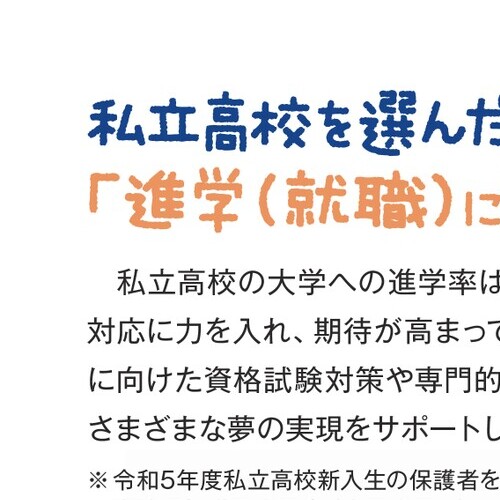 私立高校を選んだ
「進学(就職)に
私立高校の大学への進学率は
対応に力を入れ、期待が高まって
に向けた資格試験対策や専門的
さまざまな夢の実現をサポートし
※令和5年度私立高校新入生の保護者を